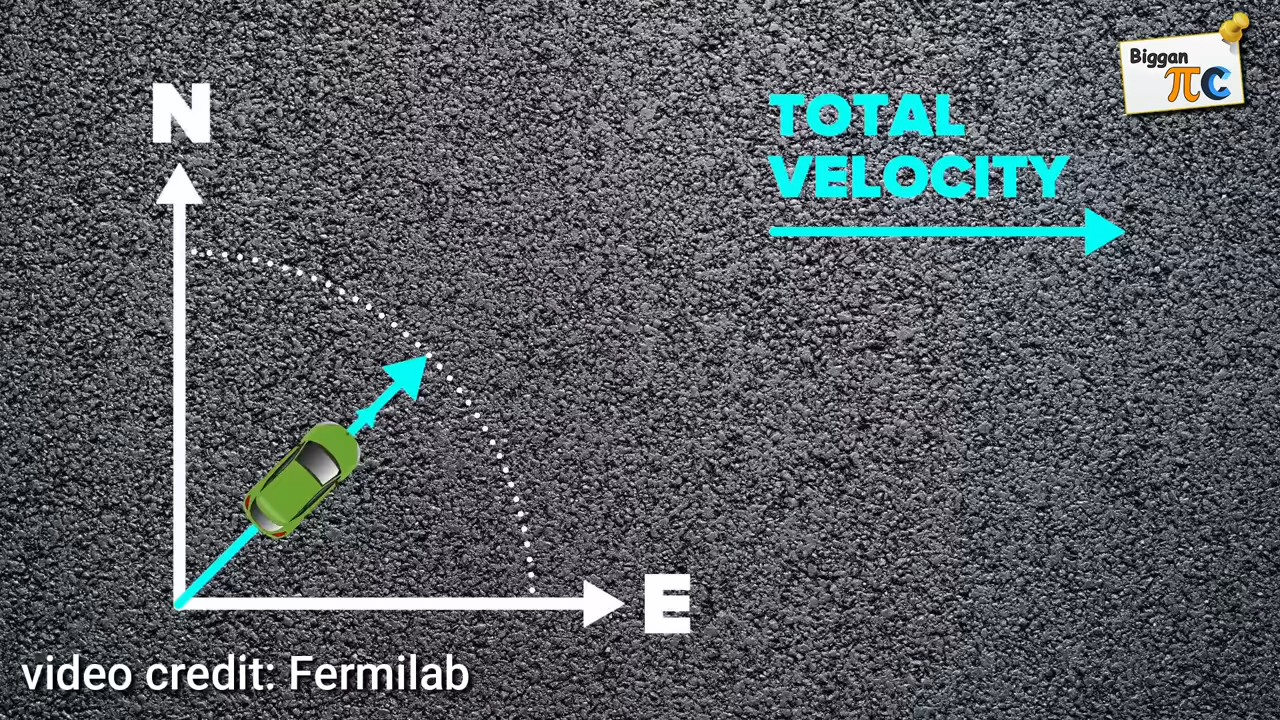 Biggan
πC
N
TOTAL
VELOCITY
E
video credit: Fermilab